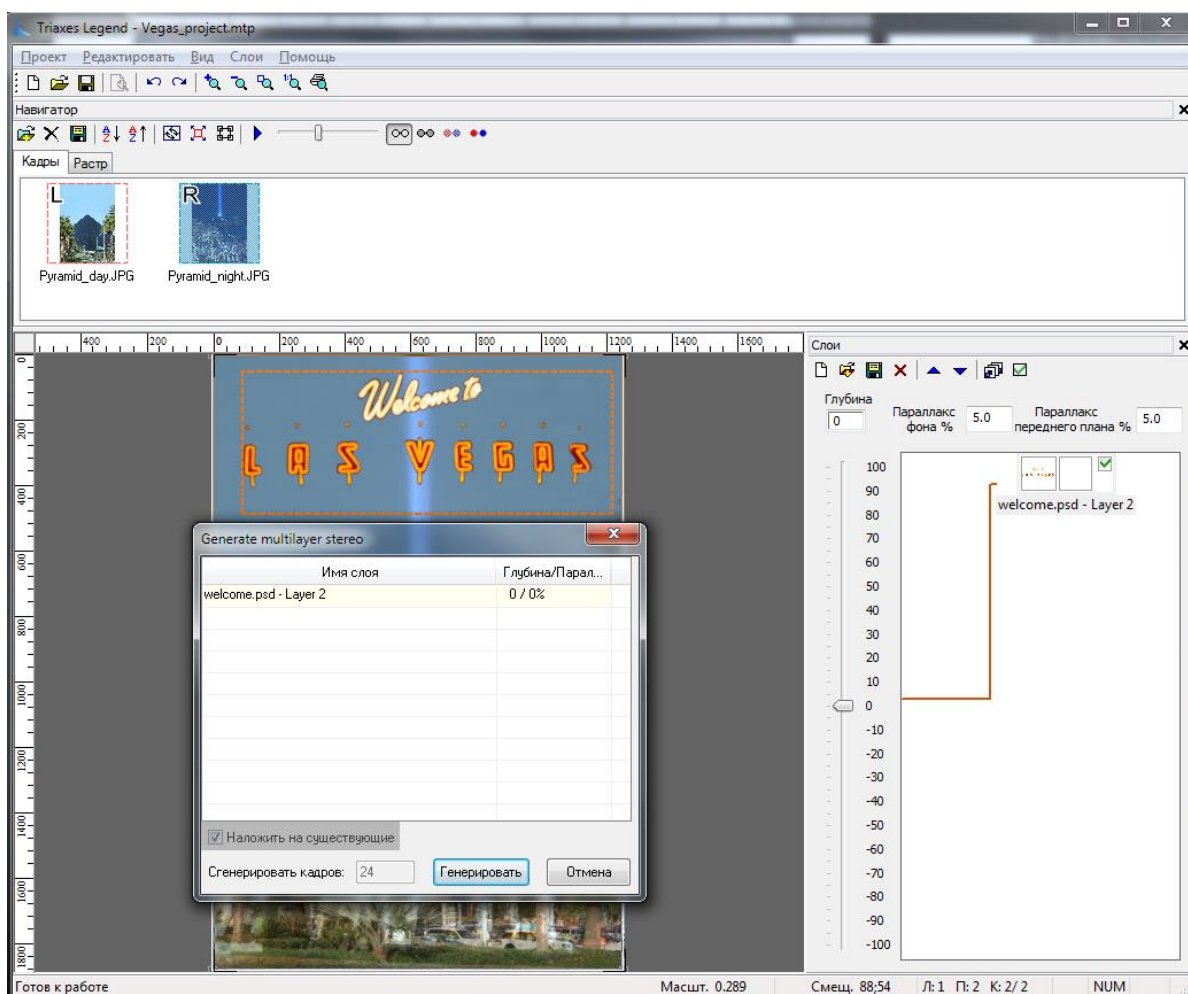 Triaxes Legend - Vegas_project.mtp
Проект Редактировать Вид Слои Помощь
Навигатор
Кадры Растр
L R
Pyramid_day.JPG Pyramid_night.JPG
400 200 0 200 400 600 800 1000 1200 1400 1600
0
200
400
600
800
1000
1200
1400
1600
1800
Welcome to
LAS VEGAS
Generate multilayer stereo
Имя слоя Глубина/Парал...
welcome.psd - Layer 2 0 / 0%
Наложить на существующие
Сгенерировать кадров: 24 Генерировать Отмена
Слои
Глубина
0
Параллакс
фона %
5.0
Параллакс
переднего плана %
5.0
100
90
80
70
60
50
40
30
20
10
0
-10
-20
-30
-40
-50
-60
-70
-80
-90
-100
welcome.psd - Layer 2
Готов к работе Масшт. 0.289 Смещ. 88;54 Л: 1 П: 2 К: 2/ 2 NUM